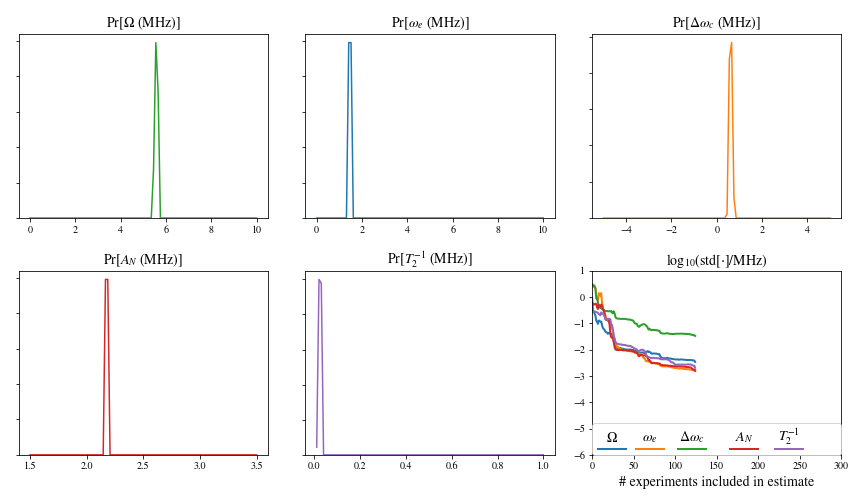 Pr[Ω (MHz)] Pr[ωₑ (MHz)] Pr[Δω_c (MHz)]
0 2 4 6 8 10 0 2 4 6 8 10 −4 −2 0 2 4
Pr[A_N (MHz)] Pr[T₂⁻¹ (MHz)] log₁₀(std[·]/MHz)
1
0
−1
−2
−3
−4
−5
−6
Ω ωₑ Δω_c A_N T₂⁻¹
1.5 2.0 2.5 3.0 3.5 0.0 0.2 0.4 0.6 0.8 1.0 0 50 100 150 200 250 300
# experiments included in estimate